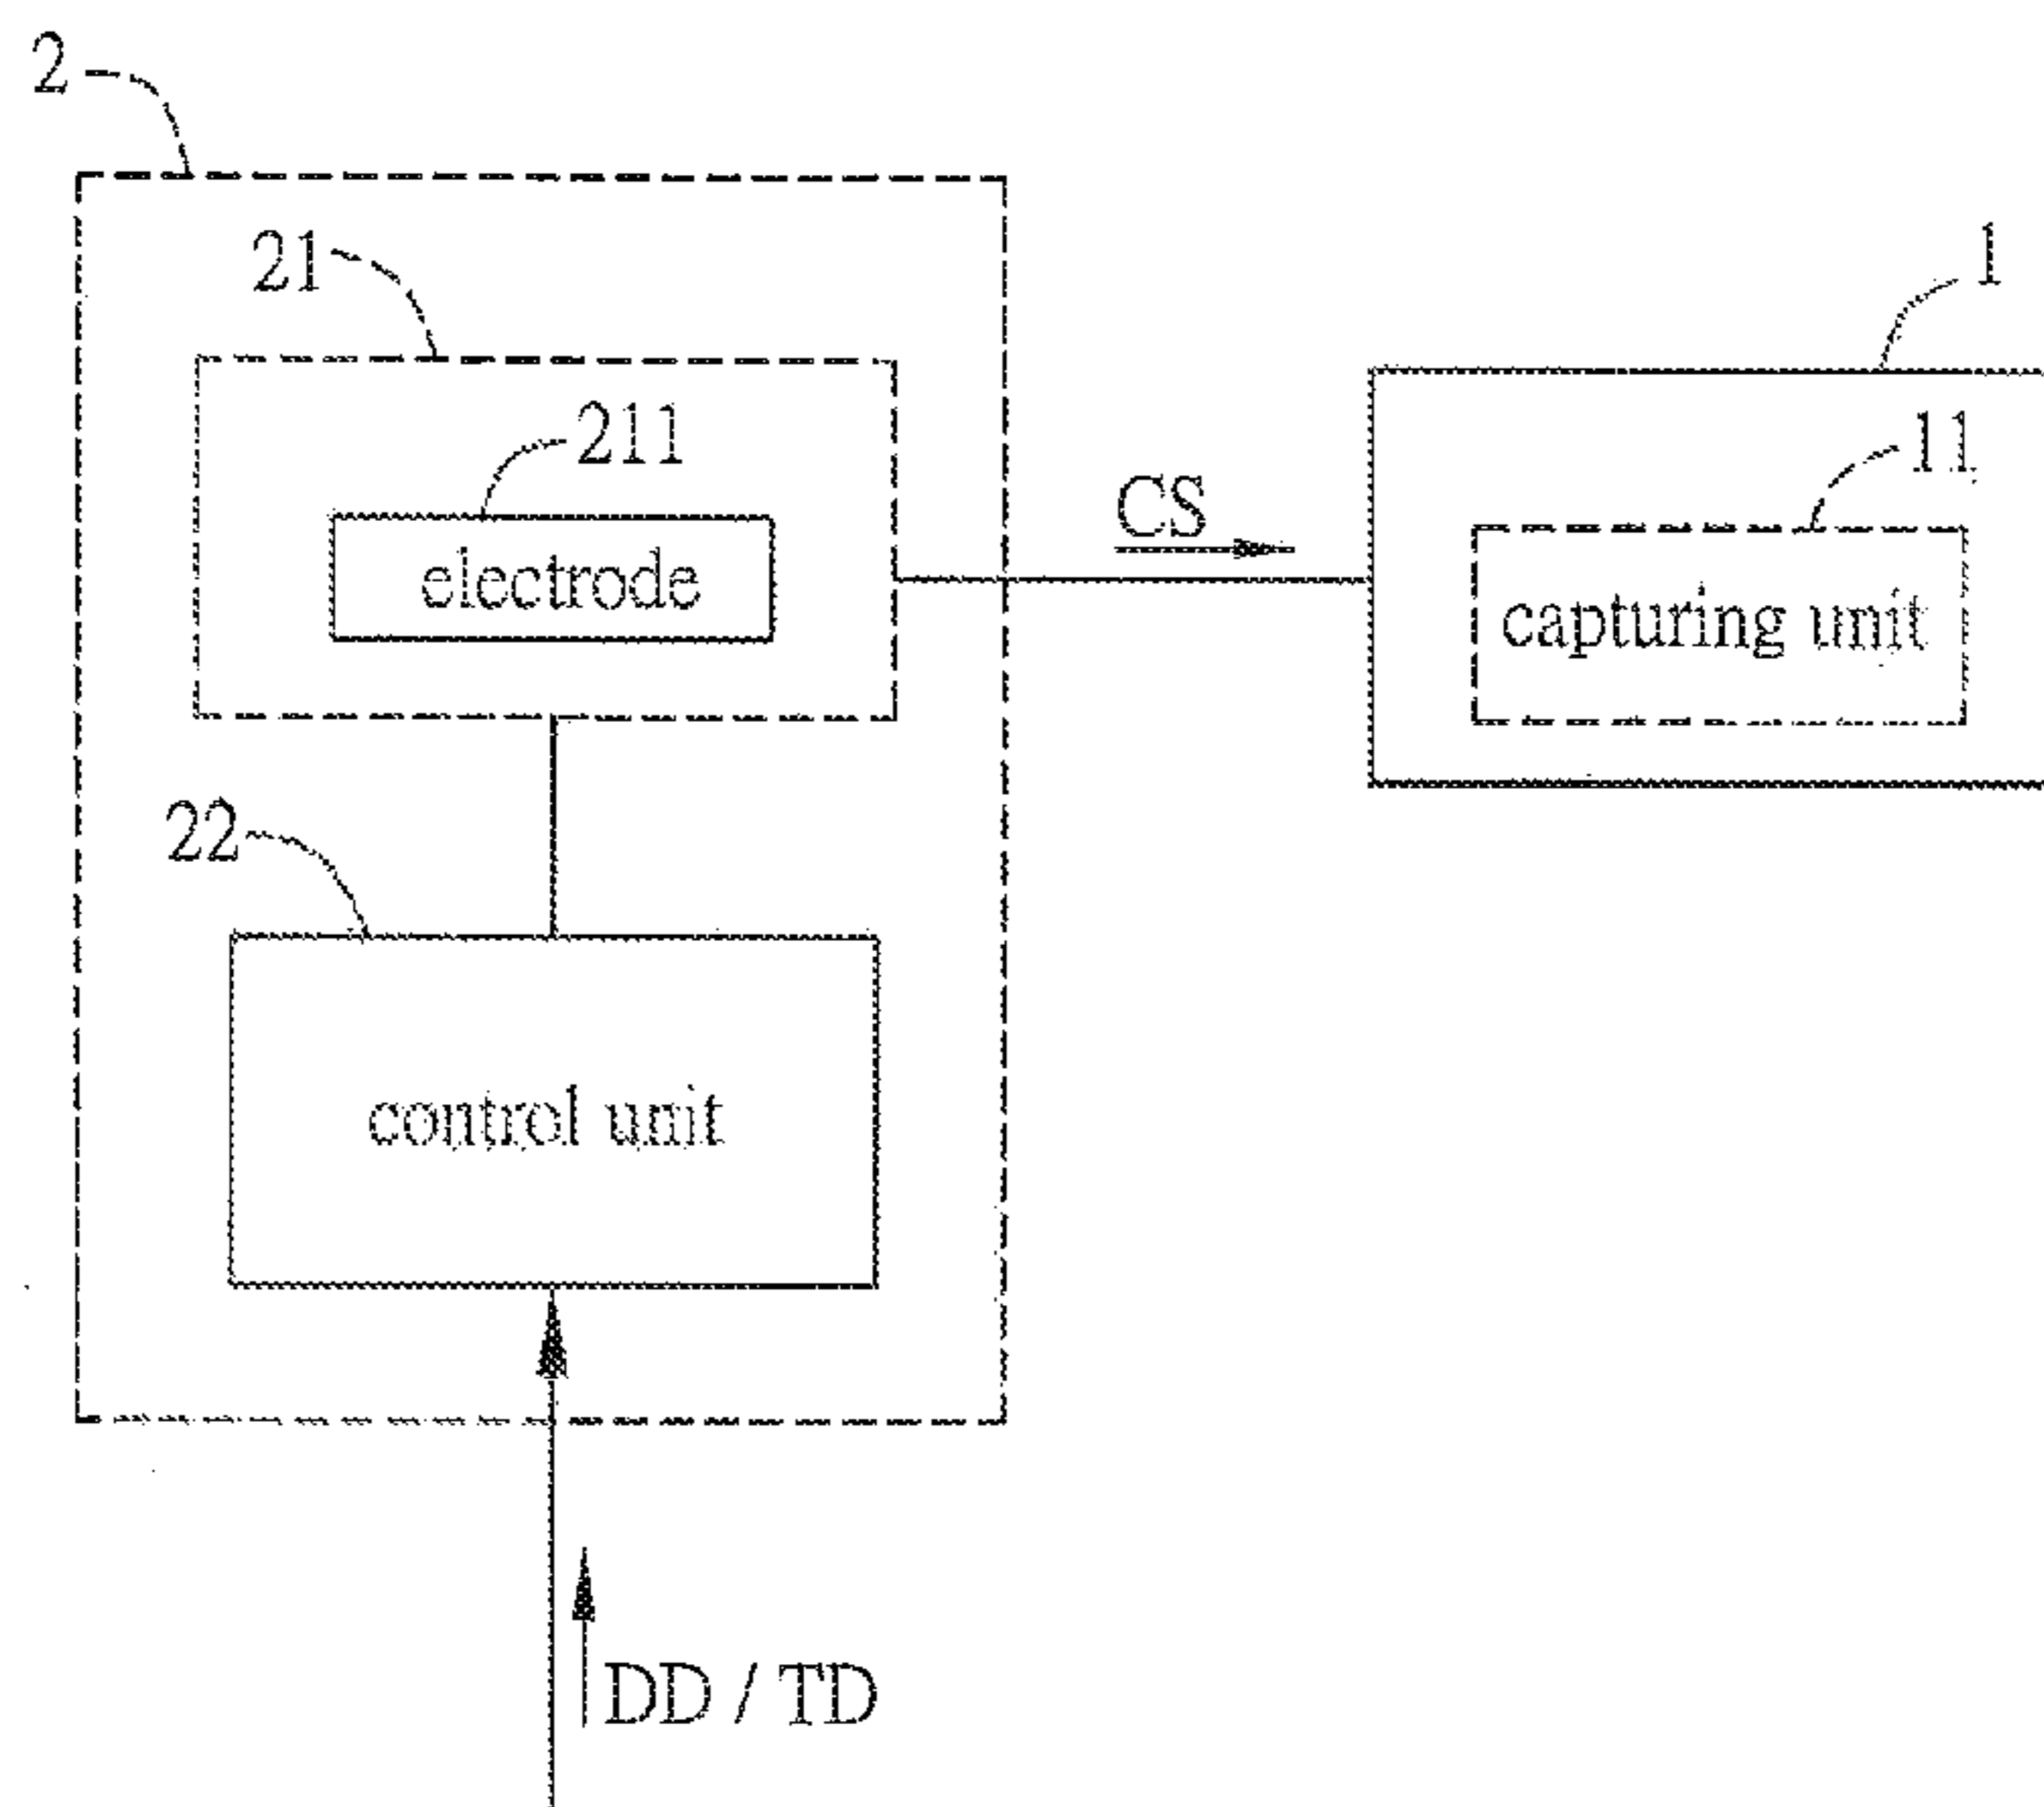 2
21
1
211
11
CS
electrode
capturing unit
22
control unit
DD / TD